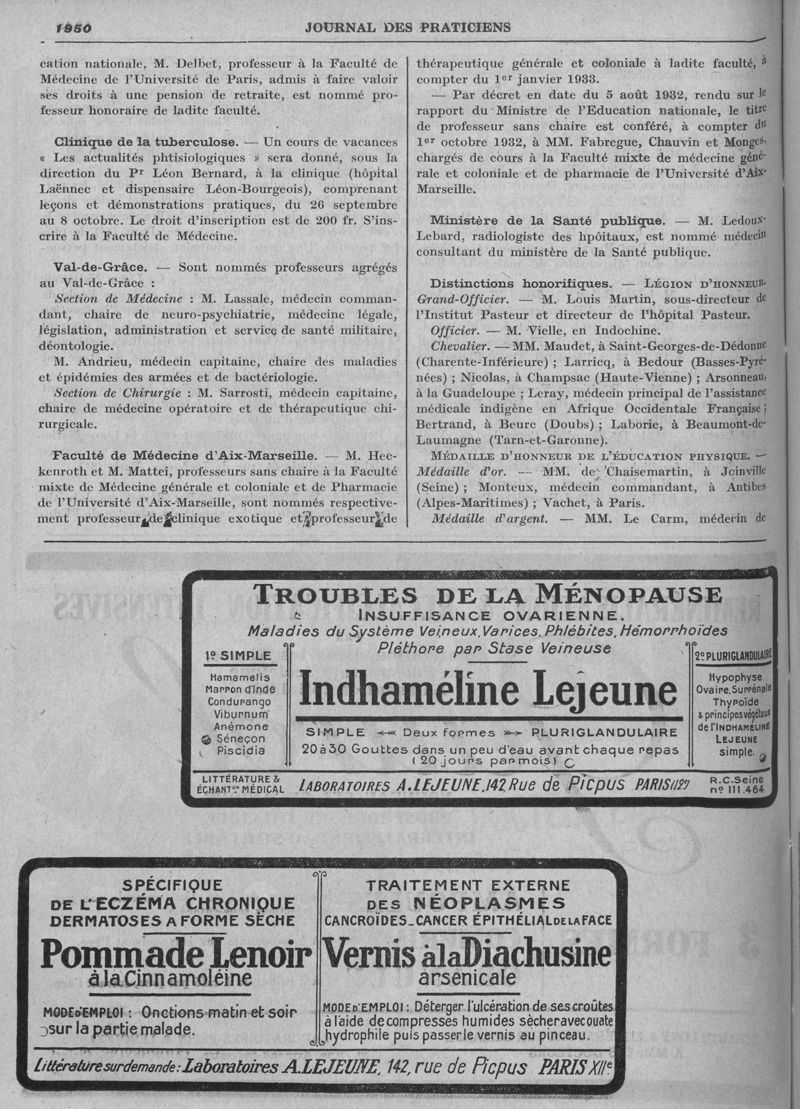 1950
JOURNAL DES PRATICIENS
cation nationale, M. Delbet, professeur à la Faculté de
Médecine de l'Université de Paris, admis à faire valoir
ses droits à une pension de retraite, est nommé pro-
fesseur honoraire de ladite faculté.
Clinique de la tuberculose. — Un cours de vacances
« Les actualités phtisiologiques » sera donné, sous la
direction du Pr Léon Bernard, à la clinique (hôpital
Laënnec et dispensaire Léon-Bourgeois), comprenant
leçons et démonstrations pratiques, du 26 septembre
au 8 octobre. Le droit d'inscription est de 200 fr. S'ins-
crire à la Faculté de Médecine.
Val-de-Grâce. — Sont nommés professeurs agrégés
au Val-de-Grâce :
Section de Médecine : M. Lassale, médecin comman-
dant, chaire de neuro-psychiatrie, médecine légale,
législation, administration et service de santé militaire,
déontologie.
M. Andrieu, médecin capitaine, chaire des maladies
et épidémies des armées et de bactériologie.
Section de Chirurgie : M. Sarrosti, médecin capitaine,
chaire de médecine opératoire et de thérapeutique chi-
rurgicale.
Faculté de Médecine d'Aix-Marseille. — M. Hec-
kenroth et M. Mattei, professeurs sans chaire à la Faculté
mixte de Médecine générale et coloniale et de Pharmacie
de l'Université d'Aix-Marseille, sont nommés respective-
ment professeur de clinique exotique et professeur de
thérapeutique générale et coloniale à ladite faculté, à
compter du 1er janvier 1933.
— Par décret en date du 5 août 1932, rendu sur le
rapport du Ministre de l'Education nationale, le titre
de professeur sans chaire est conféré, à compter du
1er octobre 1932, à MM. Fabregue, Chauvin et Monges,
chargés de cours à la Faculté mixte de médecine géné-
rale et coloniale et de pharmacie de l'Université d'Aix-
Marseille.
Ministère de la Santé publique. — M. Ledoux-
Lebard, radiologiste des hpôitaux, est nommé médecin
consultant du ministère de la Santé publique.
Distinctions honorifiques. — LÉGION D'HONNEUR.
Grand-Officier. — M. Louis Martin, sous-directeur de
l'Institut Pasteur et directeur de l'hôpital Pasteur.
Officier. — M. Vielle, en Indochine.
Chevalier. — MM. Maudet, à Saint-Georges-de-Dédonne
(Charente-Inférieure) ; Larricq, à Bedour (Basses-Pyré-
nées) ; Nicolas, à Champsac (Haute-Vienne) ; Arsonneau,
à la Guadeloupe ; Leray, médecin principal de l'assistance
médicale indigène en Afrique Occidentale Française ;
Bertrand, à Beure (Doubs) ; Laborie, à Beaumont-de-
Laumagne (Tarn-et-Garonne).
MÉDAILLE D'HONNEUR DE L'ÉDUCATION PHYSIQUE. —
Médaille d'or. — MM. de Chaisemartin, à Joinville
(Seine) ; Monteux, médecin commandant, à Antibes
(Alpes-Maritimes) ; Vachet, à Paris.
Médaille d'argent. — MM. Le Carm, médecin de
TROUBLES DE LA MÉNOPAUSE
INSUFFISANCE OVARIENNE.
Maladies du Système Veineux, Varices, Phlébites, Hémorrhoïdes
Pléthore par Stase Veineuse
1º SIMPLE
Hamamelis
Marron d'Inde
Condurango
Viburnum
Anémone
Séneçon
Piscidia
Indhaméline Lejeune
SIMPLE Deux formes PLURIGLANDULAIRE
20 à 30 Gouttes dans un peu d'eau avant chaque repas
(20 jours par mois)
2º PLURIGLANDULAIRE
Hypophyse
Ovaire, Surrénale
Thyroïde
& principes végétaux
de l'INDHAMÉLINE
LEJEUNE
simple.
LITTÉRATURE &
ÉCHANTons MÉDICAL
LABORATOIRES A. LEJEUNE, 142, Rue de Picpus PARIS (12)
R.C. Seine
nº 111.464
SPÉCIFIQUE
DE L'ECZÉMA CHRONIQUE
DERMATOSES A FORME SÈCHE
Pommade Lenoir
à la Cinnamoléine
MODE D'EMPLOI : Onctions matin et soir
sur la partie malade.
TRAITEMENT EXTERNE
DES NÉOPLASMES
CANCROÏDES_CANCER ÉPITHÉLIAL DE LA FACE
Vernis à la Diachusine
arsenicale
MODE D'EMPLOI : Déterger l'ulcération de ses croûtes
à l'aide de compresses humides sécher avec ouate
hydrophile puis passer le vernis au pinceau.
Littérature sur demande : Laboratoires A. LEJEUNE, 142, rue de Picpus PARIS XIIe